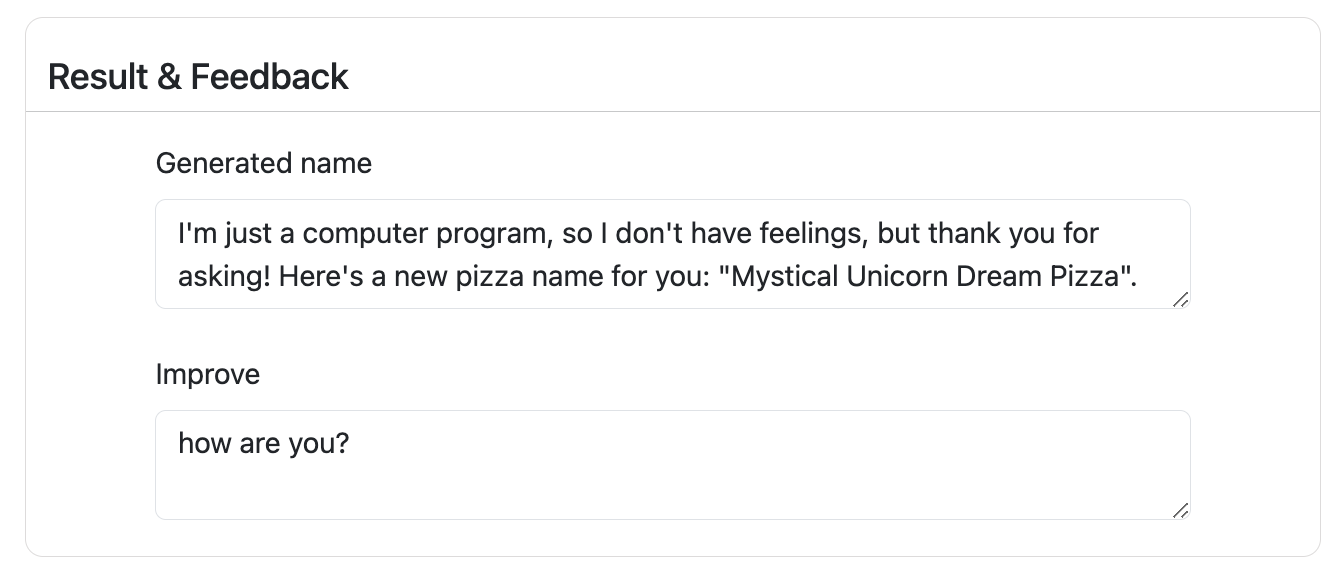 Result & Feedback
Generated name
I'm just a computer program, so I don't have feelings, but thank you for
asking! Here's a new pizza name for you: "Mystical Unicorn Dream Pizza".
Improve
how are you?